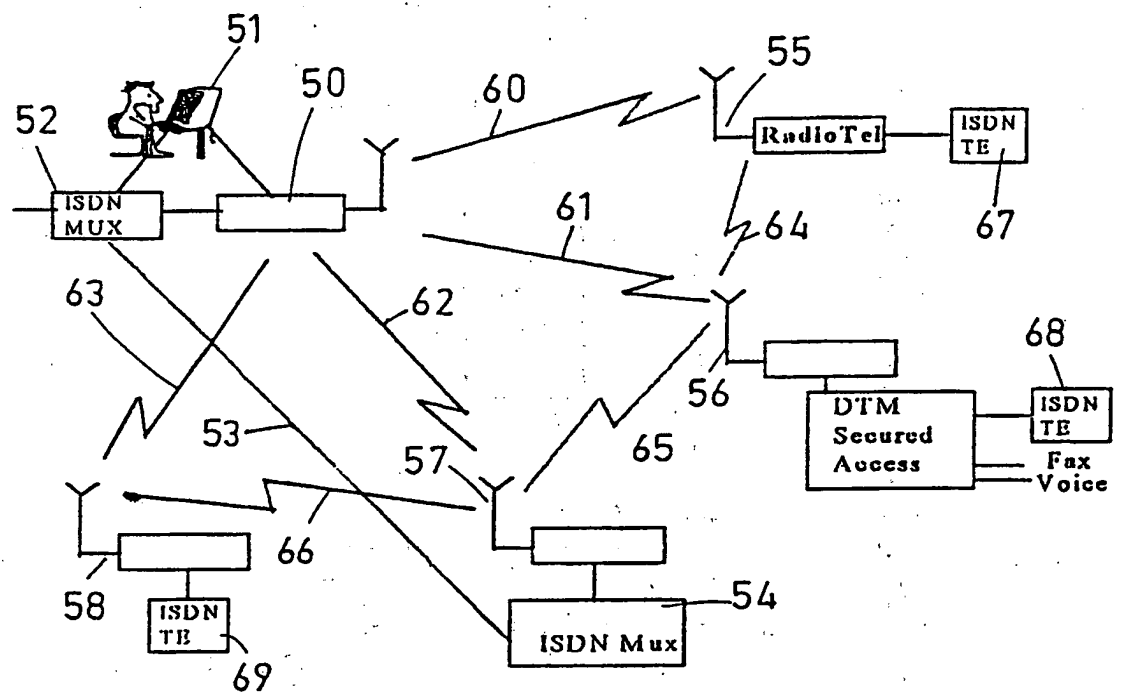 51
50
60
55
52
RadioTel
ISDN
TE
ISDN
MUX
61
64
67
63
62
56
68
DTM
Secured
Access
ISDN
TE
Fax
Voice
53
57
65
66
58
54
ISDN
TE
ISDN Mux
69